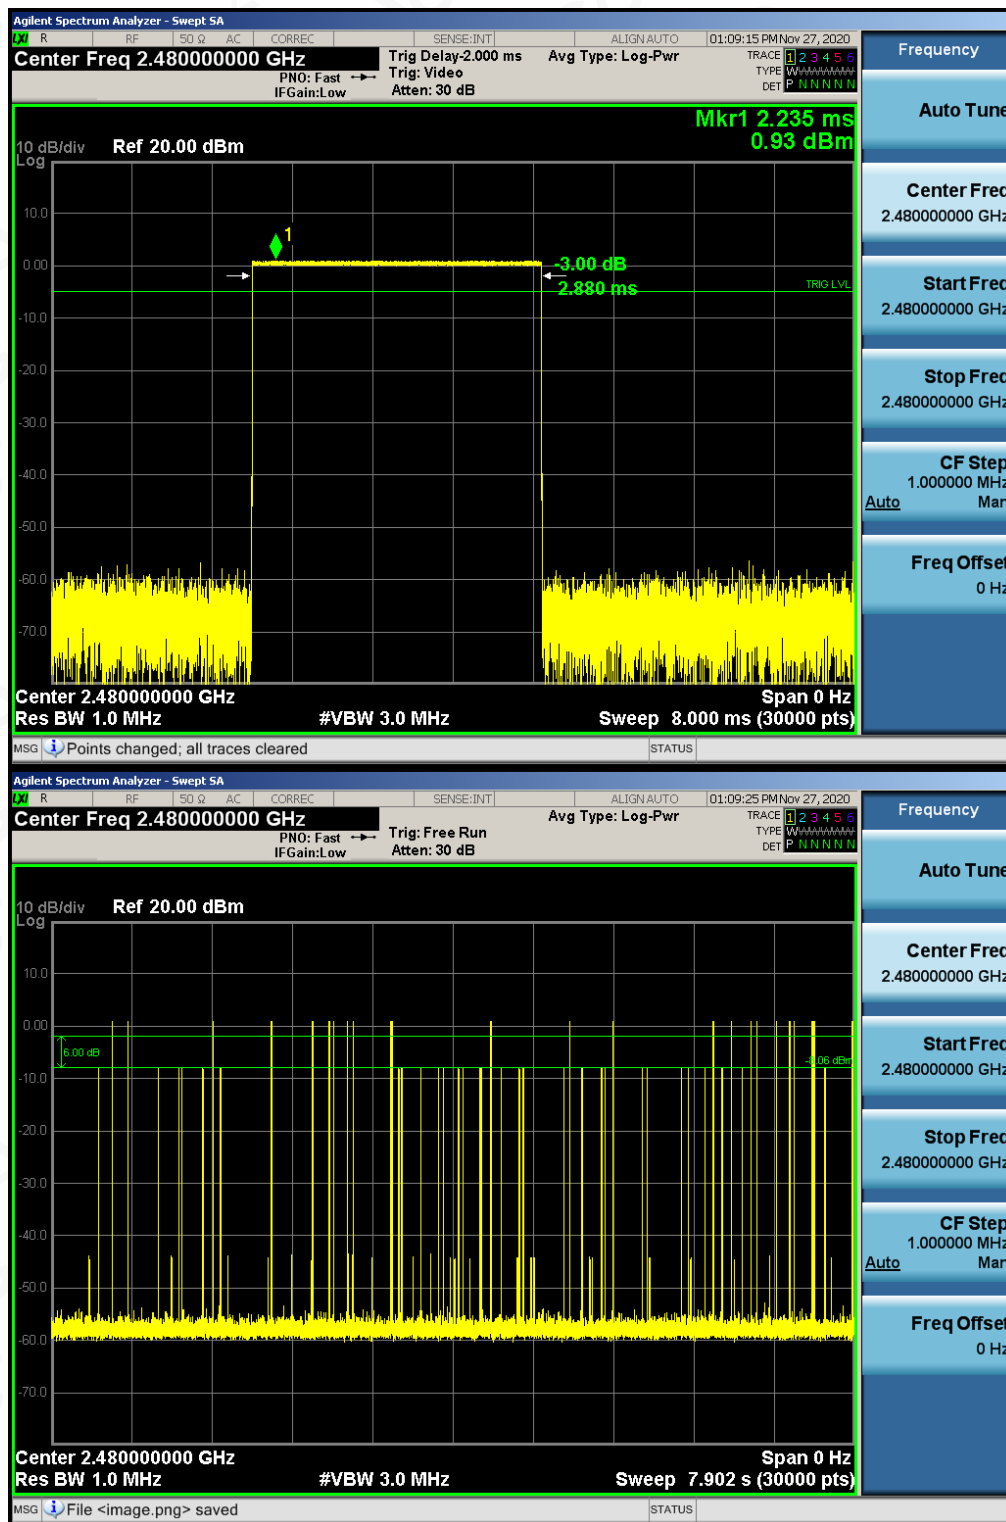 Agilent Spectrum Analyzer - Swept SA
LXI R RF 50 Ω AC CORREC SENSE:INT ALIGN AUTO 01:09:15 PM Nov 27, 2020
Center Freq 2.480000000 GHz Trig Delay-2.000 ms Avg Type: Log-Pwr TRACE 1 2 3 4 5 6
PNO: Fast Trig: Video TYPE W
IFGain:Low Atten: 30 dB DET P N N N N N
Frequency
Auto Tune
Mkr1 2.235 ms
0.93 dBm
10 dB/div Ref 20.00 dBm
Log
10.0
0.00
-10.0
-20.0
-30.0
-40.0
-50.0
-60.0
-70.0
1
-3.00 dB
2.880 ms
TRIG LVL
Center Freq
2.480000000 GHz
Start Freq
2.480000000 GHz
Stop Freq
2.480000000 GHz
CF Step
1.000000 MHz
Auto Man
Freq Offset
0 Hz
Center 2.480000000 GHz Span 0 Hz
Res BW 1.0 MHz #VBW 3.0 MHz Sweep 8.000 ms (30000 pts)
MSG Points changed; all traces cleared STATUS
Agilent Spectrum Analyzer - Swept SA
LXI R RF 50 Ω AC CORREC SENSE:INT ALIGN AUTO 01:09:25 PM Nov 27, 2020
Center Freq 2.480000000 GHz Avg Type: Log-Pwr TRACE 1 2 3 4 5 6
PNO: Fast Trig: Free Run TYPE W
IFGain:Low Atten: 30 dB DET P N N N N N
Frequency
Auto Tune
10 dB/div Ref 20.00 dBm
Log
10.0
0.00
-10.0
-20.0
-30.0
-40.0
-50.0
-60.0
-70.0
6.00 dB
-8.06 dBm
Center Freq
2.480000000 GHz
Start Freq
2.480000000 GHz
Stop Freq
2.480000000 GHz
CF Step
1.000000 MHz
Auto Man
Freq Offset
0 Hz
Center 2.480000000 GHz Span 0 Hz
Res BW 1.0 MHz #VBW 3.0 MHz Sweep 7.902 s (30000 pts)
MSG File <image.png> saved STATUS